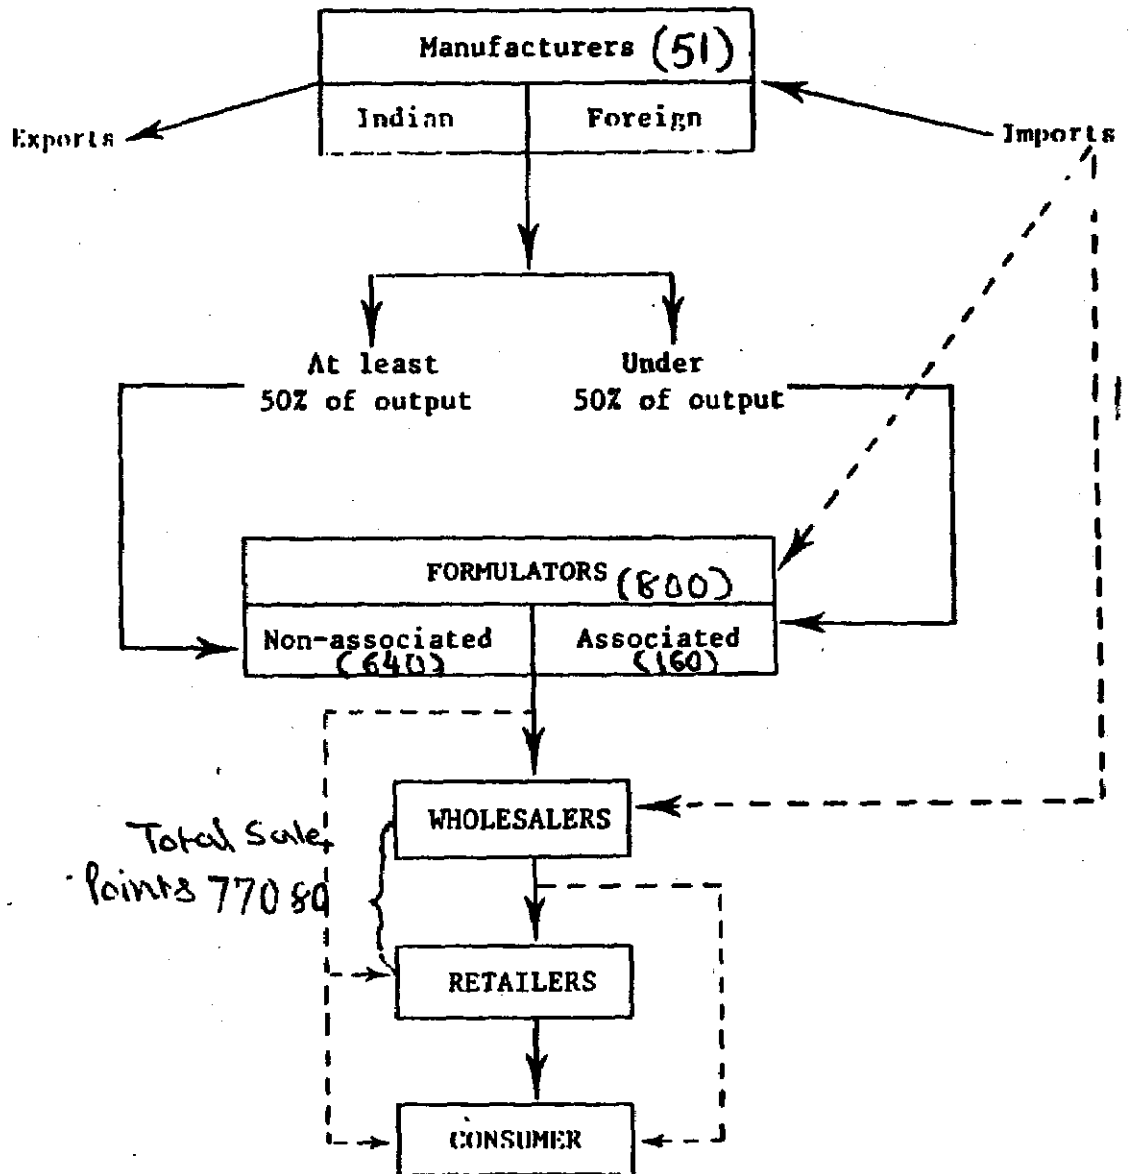 Manufacturers (51)
Indian
Foreign
Exports
Imports
At least
50% of output
Under
50% of output
FORMULATORS (800)
Non-associated
(640)
Associated
(160)
WHOLESALERS
Total Sale
Points 77080
RETAILERS
CONSUMER